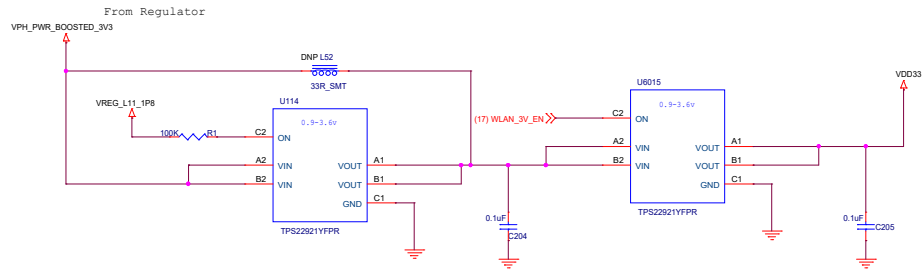 From Regulator
VPH_PWR_BOOSTED_3V3
DNP L52
33R_SMT
VREG_L11_1P8
100K R1
U114
0.9-3.6v
C2 ON
A2 VIN VOUT A1
B2 VIN VOUT B1
GND C1
TPS22921YFPR
0.1uF
C204
(17) WLAN_3V_EN
U6015
0.9-3.6v
C2 ON
A2 VIN VOUT A1
B2 VIN VOUT B1
GND C1
TPS22921YFPR
VDD33
0.1uF
C205